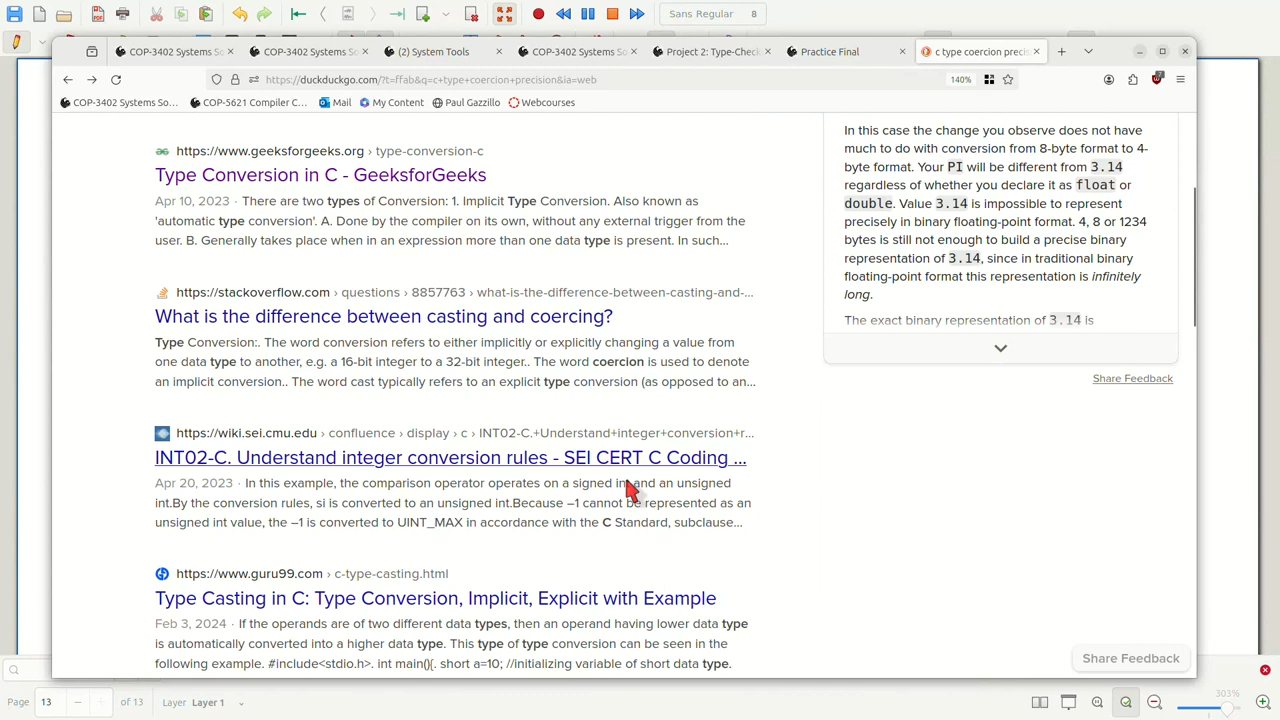 Sans Regular 8
COP-3402 Systems So
COP-3402 Systems So
(2) System Tools
COP-3402 Systems So
Project 2: Type-Check
Practice Final
c type coercion precis
https://duckduckgo.com/?t=ffab&q=c+type+coercion+precision&ia=web
140%
COP-3402 Systems So...
COP-5621 Compiler C...
Mail
My Content
Paul Gazzillo
Webcourses
https://www.geeksforgeeks.org › type-conversion-c
Type Conversion in C - GeeksforGeeks
Apr 10, 2023 · There are two types of Conversion: 1. Implicit Type Conversion. Also known as
'automatic type conversion'. A. Done by the compiler on its own, without any external trigger from the
user. B. Generally takes place when in an expression more than one data type is present. In such...
https://stackoverflow.com › questions › 8857763 › what-is-the-difference-between-casting-and-...
What is the difference between casting and coercing?
Type Conversion:. The word conversion refers to either implicitly or explicitly changing a value from
one data type to another, e.g. a 16-bit integer to a 32-bit integer.. The word coercion is used to denote
an implicit conversion.. The word cast typically refers to an explicit type conversion (as opposed to an...
https://wiki.sei.cmu.edu › confluence › display › c › INT02-C.+Understand+integer+conversion+r...
INT02-C. Understand integer conversion rules - SEI CERT C Coding ...
Apr 20, 2023 · In this example, the comparison operator operates on a signed int and an unsigned
int.By the conversion rules, si is converted to an unsigned int.Because −1 cannot be represented as an
unsigned int value, the −1 is converted to UINT_MAX in accordance with the C Standard, subclause...
https://www.guru99.com › c-type-casting.html
Type Casting in C: Type Conversion, Implicit, Explicit with Example
Feb 3, 2024 · If the operands are of two different data types, then an operand having lower data type
is automatically converted into a higher data type. This type of type conversion can be seen in the
following example. #include<stdio.h>. int main(){. short a=10; //initializing variable of short data type.
In this case the change you observe does not have
much to do with conversion from 8-byte format to 4-
byte format. Your PI will be different from 3.14
regardless of whether you declare it as float or
double. Value 3.14 is impossible to represent
precisely in binary floating-point format. 4, 8 or 1234
bytes is still not enough to build a precise binary
representation of 3.14, since in traditional binary
floating-point format this representation is infinitely
long.
The exact binary representation of 3.14 is
Share Feedback
Share Feedback
Page 13 of 13 Layer Layer 1
303%